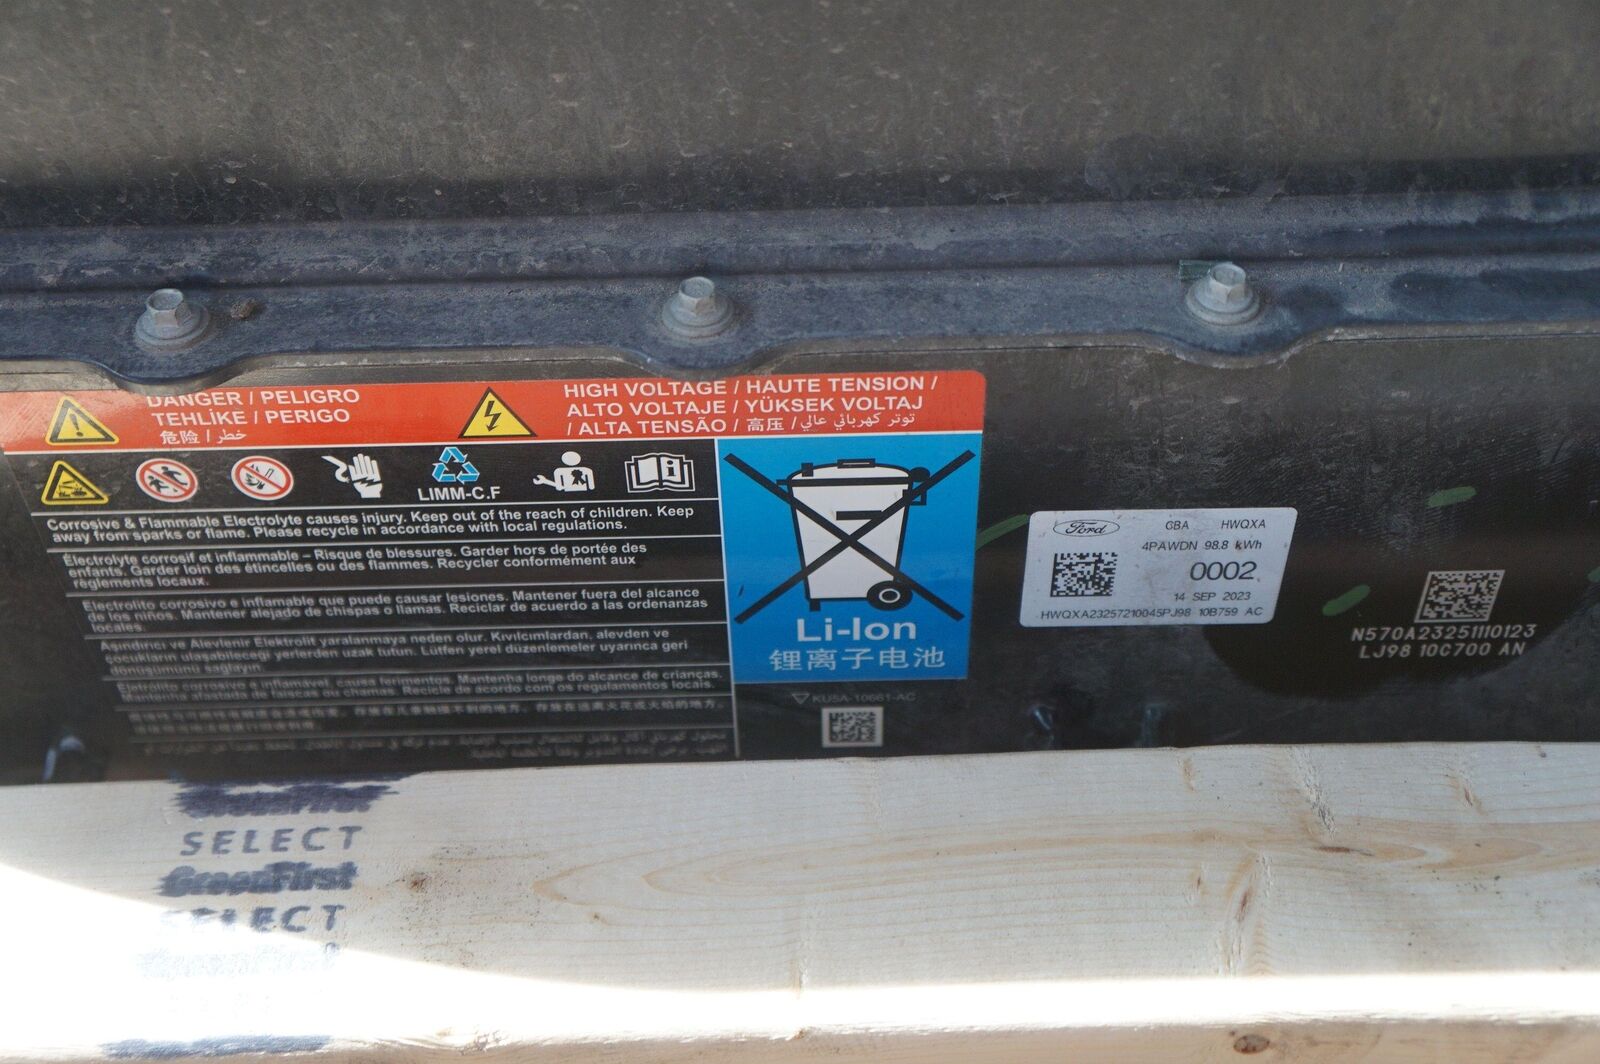 DANGER / PELIGRO
TEHLİKE / PERIGO
危险 / خطر
HIGH VOLTAGE / HAUTE TENSION /
ALTO VOLTAJE / YÜKSEK VOLTAJ
/ ALTA TENSÃO / 高压 / توتر كهربائي عالي
LIMM-C.F
Corrosive & Flammable Electrolyte causes injury. Keep out of the reach of children. Keep
away from sparks or flame. Please recycle in accordance with local regulations.
Électrolyte corrosif et inflammable – Risque de blessures. Garder hors de portée des
enfants. Garder loin des étincelles ou des flammes. Recycler conformément aux
règlements locaux.
Electrolito corrosivo e inflamable que puede causar lesiones. Mantener fuera del alcance
de los niños. Mantener alejado de chispas o llamas. Reciclar de acuerdo a las ordenanzas
locales.
Aşındırıcı ve Alevlenir Elektrolit yaralanmaya neden olur. Kıvılcımlardan, alevden ve
çocukların ulaşabileceği yerlerden uzak tutun. Lütfen yerel düzenlemeler uyarınca geri
dönüşümünü sağlayın.
Eletrólito corrosivo e inflamável, causa ferimentos. Mantenha longe do alcance de crianças.
Mantenha afastado de faíscas ou chamas. Recicle de acordo com os regulamentos locais.
Li-Ion
锂离子电池
KU5A-10661-AC
Ford
CBA HWQXA
4PAWDN 98.8 kWh
0002
14 SEP 2023
HWQXA23257210045PJ98 10B759 AC
N570A23251110123
LJ98 10C700 AN
GreenFirst
SELECT
GreenFirst
SELECT